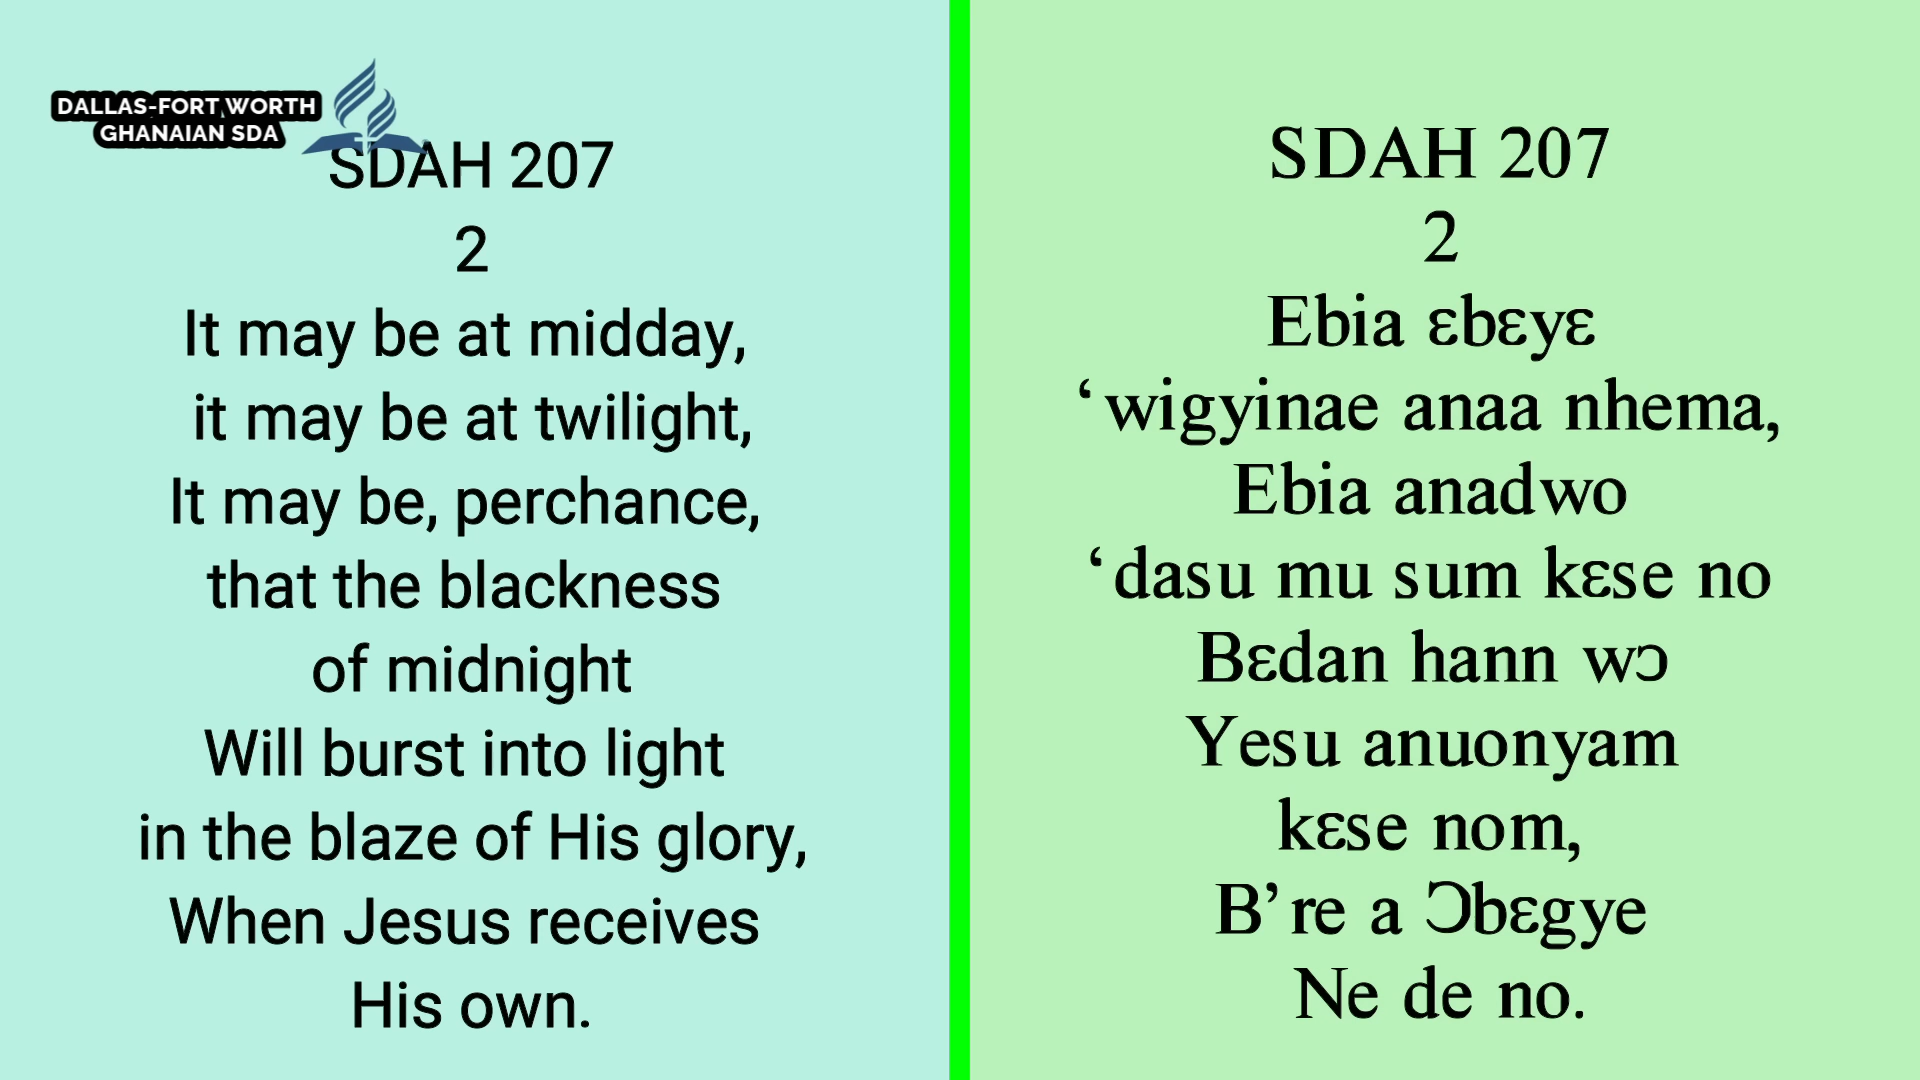 DALLAS-FORT WORTH
GHANAIAN SDA
SDAH 207
2
It may be at midday,
it may be at twilight,
It may be, perchance,
that the blackness
of midnight
Will burst into light
in the blaze of His glory,
When Jesus receives
His own.
SDAH 207
2
Ebia ɛbɛyɛ
‘wigyinae anaa nhema,
Ebia anadwo
‘dasu mu sum kɛse no
Bɛdan hann wɔ
Yesu anuonyam
kɛse nom,
B’re a Ɔbɛgye
Ne de no.